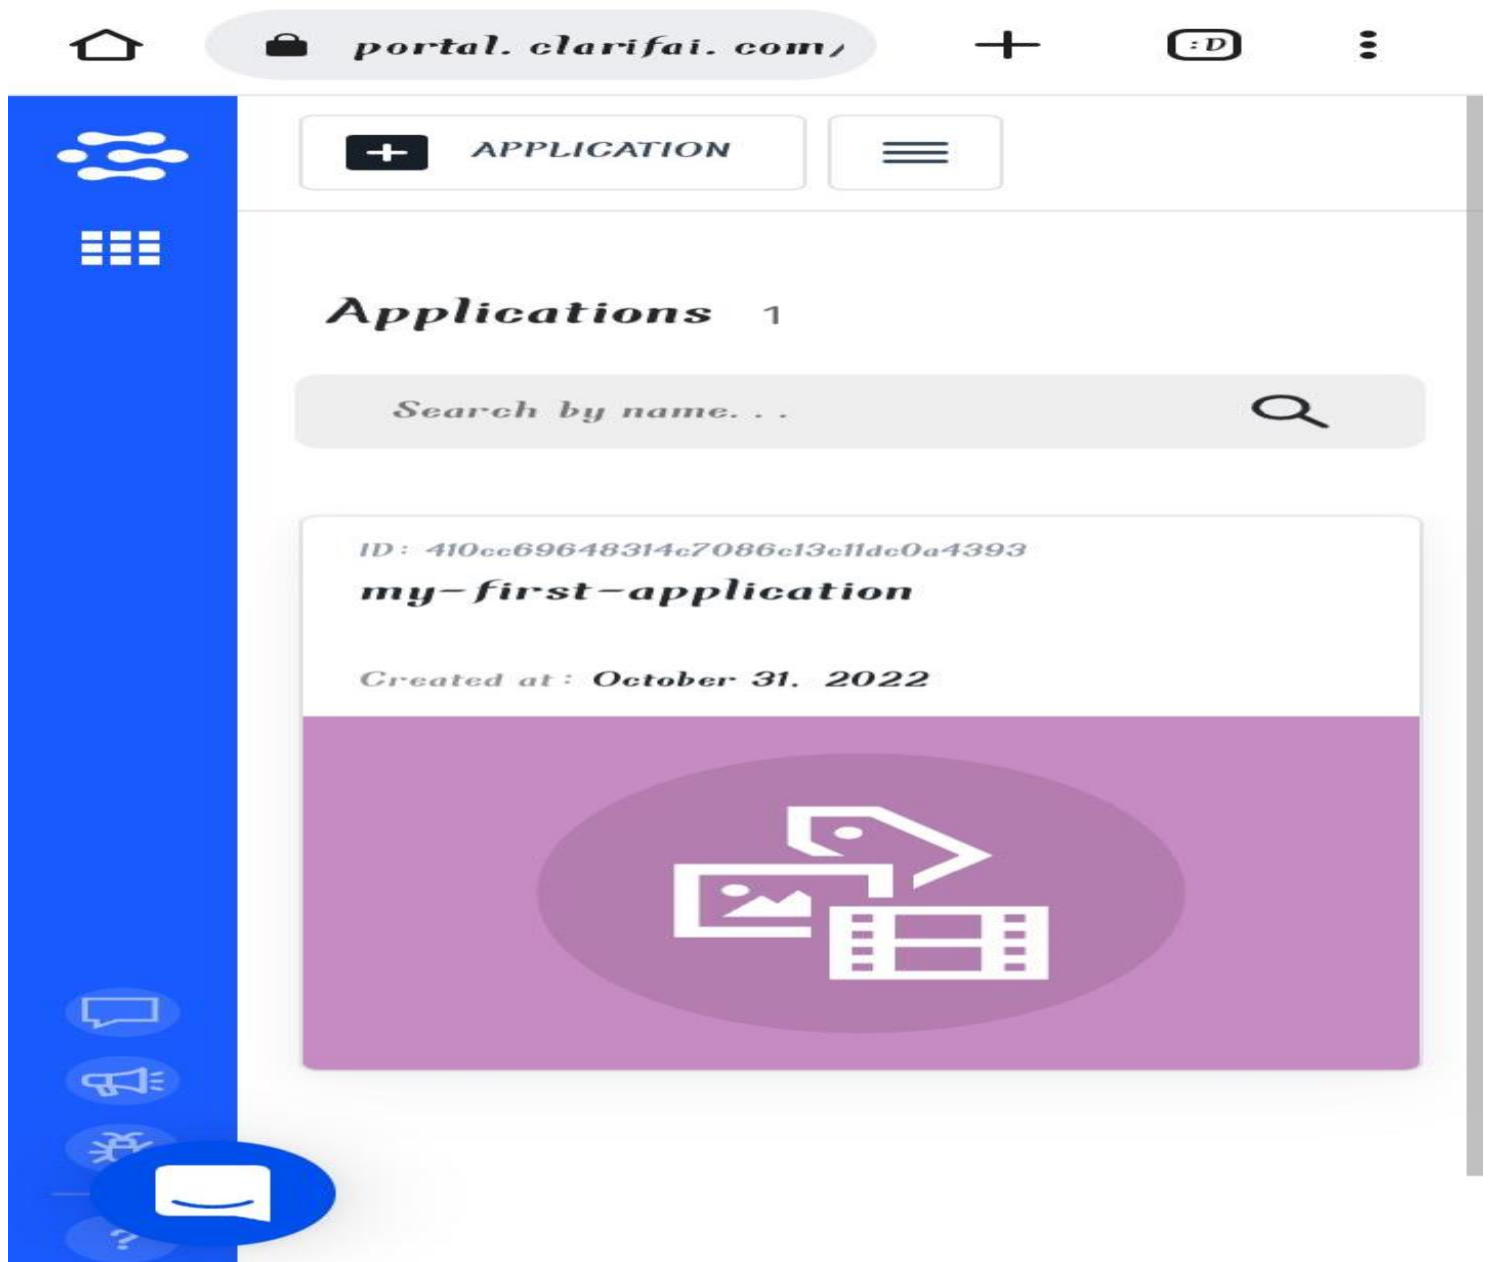 portal.clarifai.com/
:D
APPLICATION
Applications 1
Search by name...
ID: 410cc69648314c7086c13c11dc0a4393
my-first-application
Created at: October 31, 2022
?